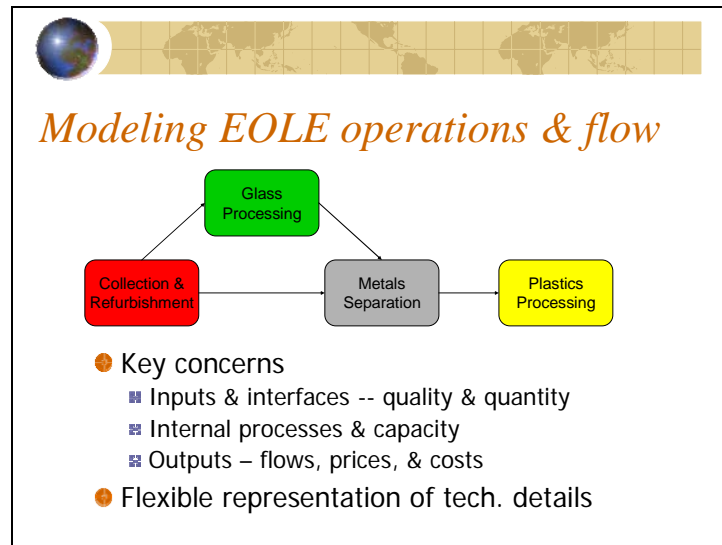 Modeling EOLE operations & flow
Glass
Processing
Collection &
Refurbishment
Metals
Separation
Plastics
Processing
Key concerns
Inputs & interfaces -- quality & quantity
Internal processes & capacity
Outputs – flows, prices, & costs
Flexible representation of tech. details